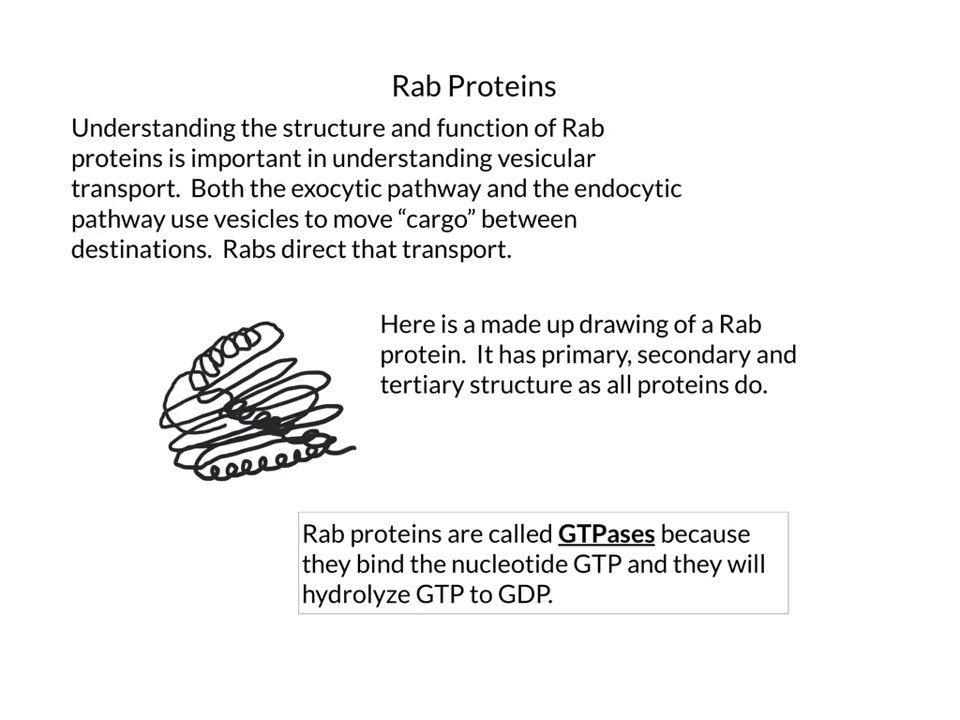 Rab Proteins
Understanding the structure and function of Rab
proteins is important in understanding vesicular
transport.  Both the exocytic pathway and the endocytic
pathway use vesicles to move “cargo” between
destinations.  Rabs direct that transport.
Here is a made up drawing of a Rab
protein.  It has primary, secondary and
tertiary structure as all proteins do.
Rab proteins are called GTPases because
they bind the nucleotide GTP and they will
hydrolyze GTP to GDP.